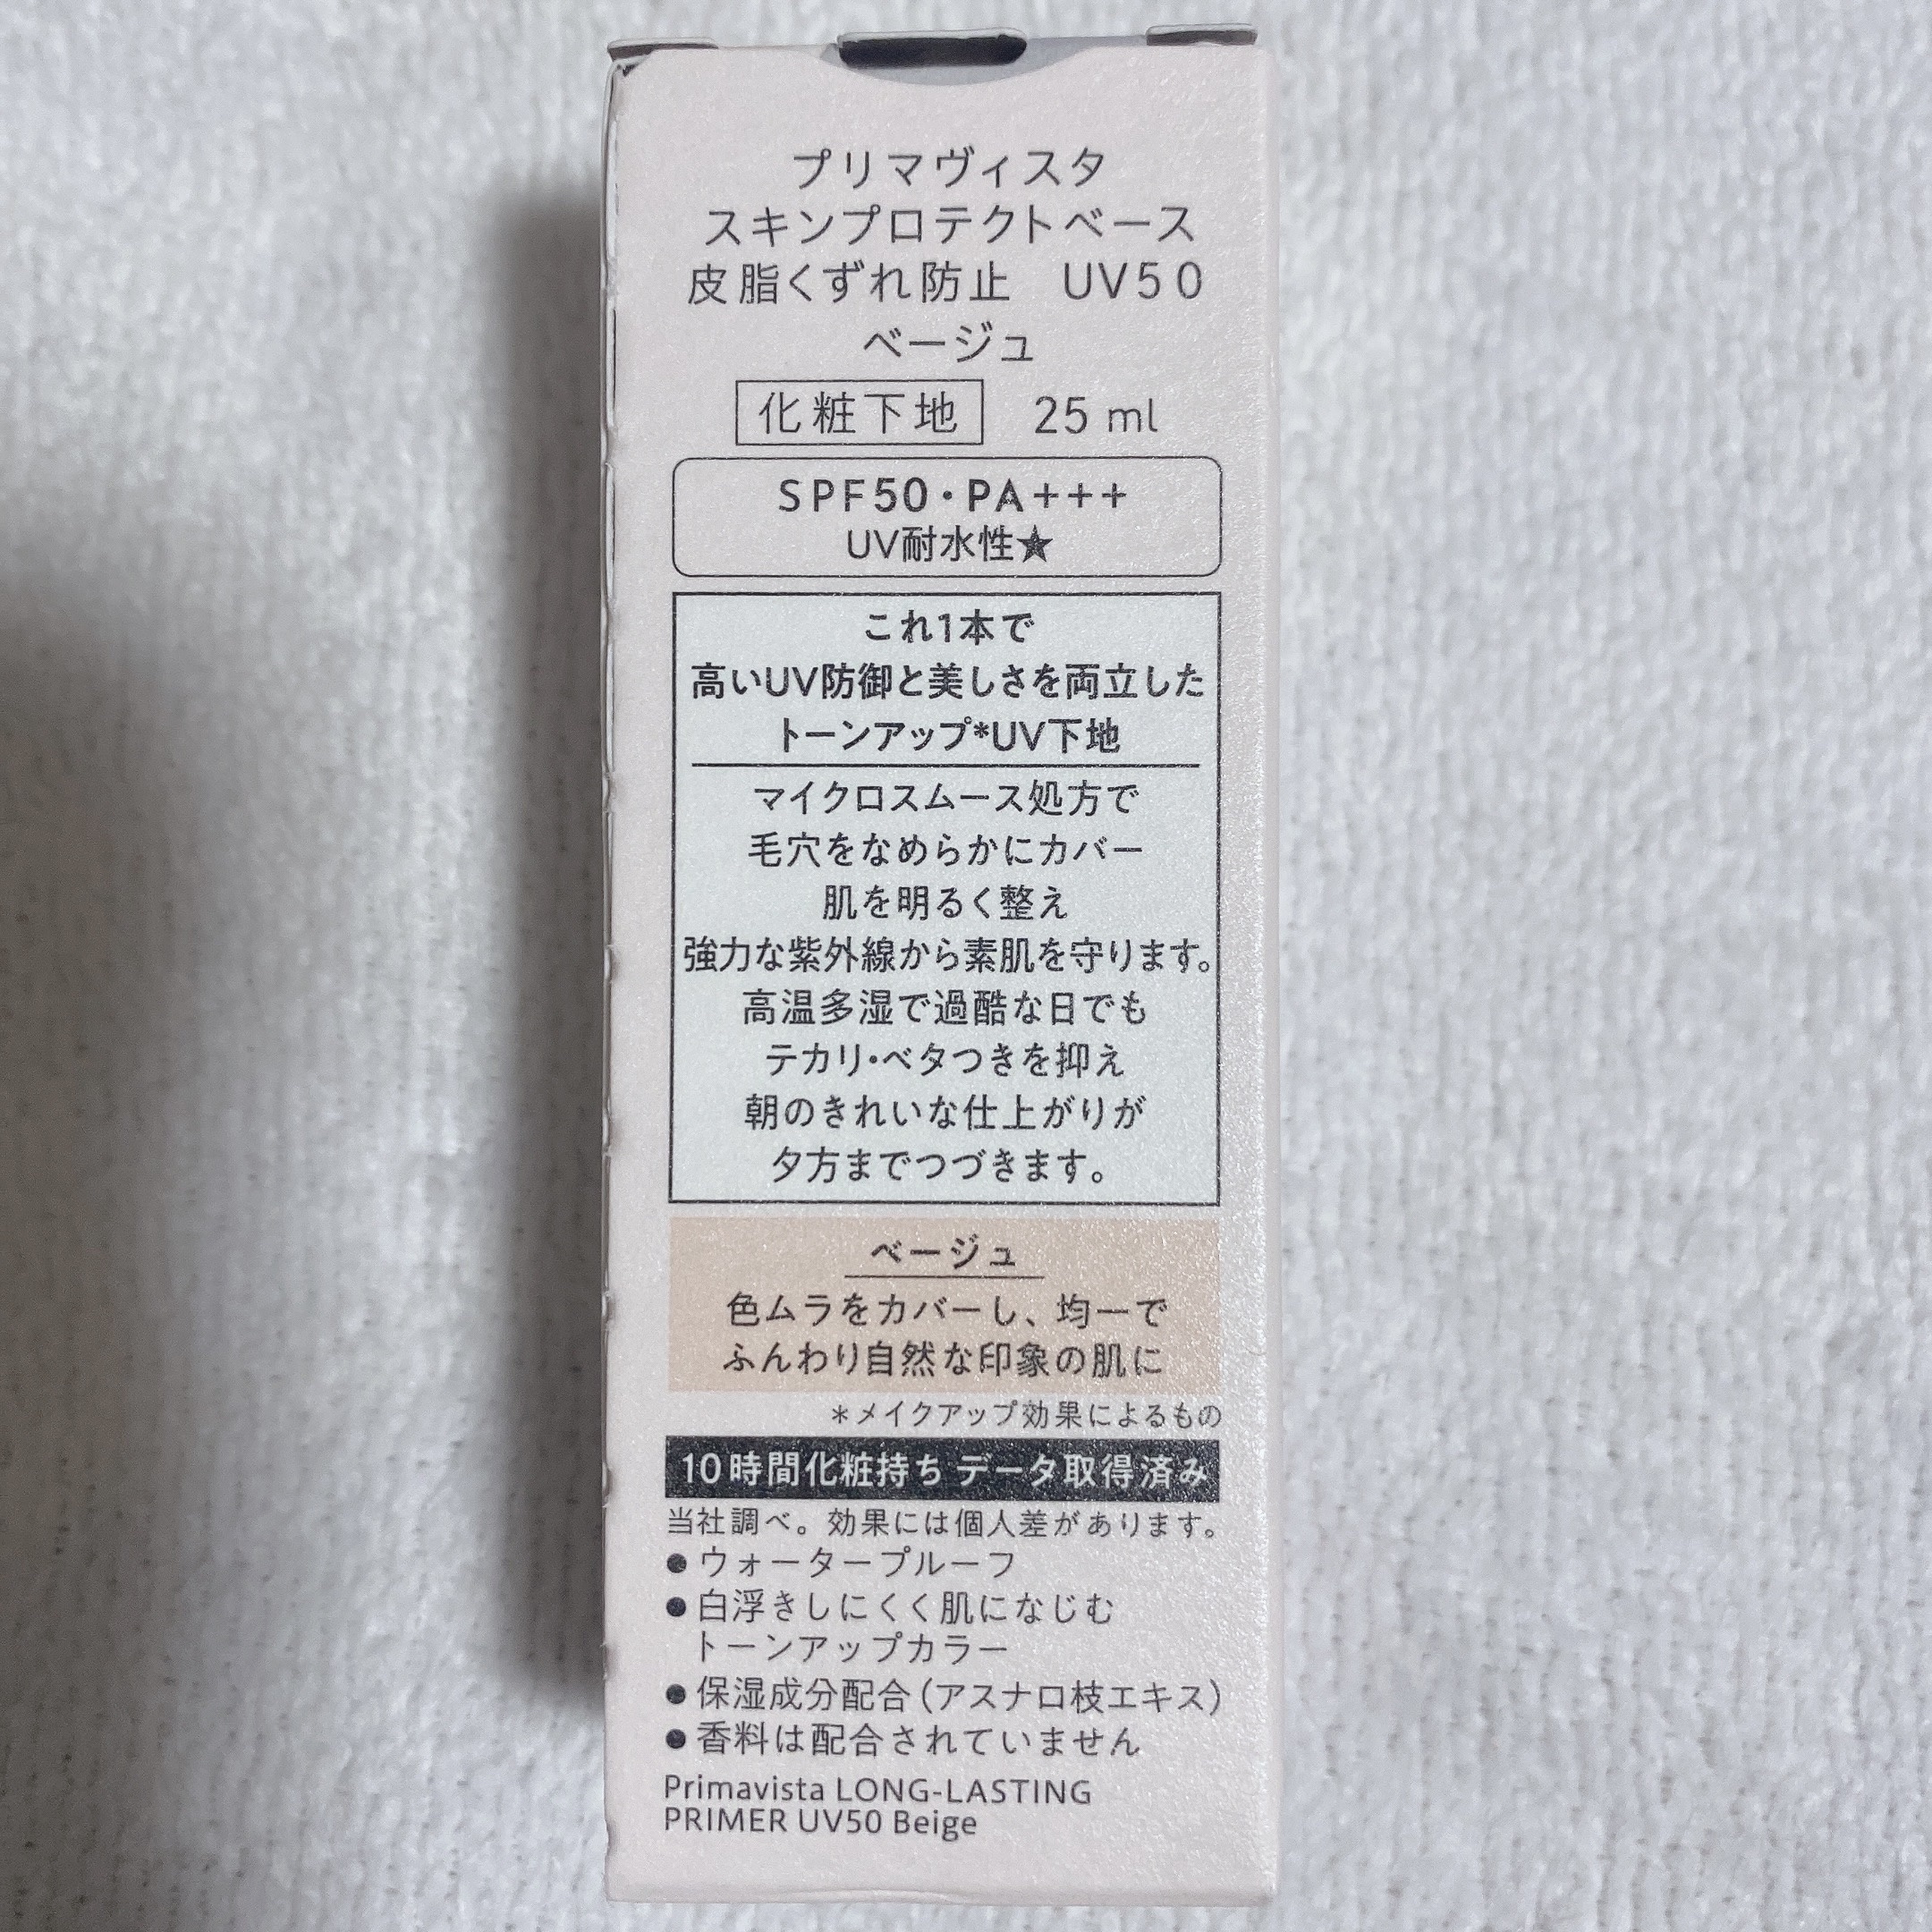 プリマヴィスタ
スキンプロテクトベース
皮脂くずれ防止 UV50
ベージュ
化粧下地 25 ml
SPF50・PA+++
UV耐水性★
これ1本で
高いUV防御と美しさを両立した
トーンアップ*UV下地
マイクロスムース処方で
毛穴をなめらかにカバー
肌を明るく整え
強力な紫外線から素肌を守ります。
高温多湿で過酷な日でも
テカリ・ベタつきを抑え
朝のきれいな仕上がりが
夕方までつづきます。
ベージュ
色ムラをカバーし、均一で
ふんわり自然な印象の肌に
*メイクアップ効果によるもの
10時間化粧持ち データ取得済み
当社調べ。効果には個人差があります。
●ウォータープルーフ
●白浮きしにくく肌になじむ
トーンアップカラー
●保湿成分配合(アスナロ枝エキス)
●香料は配合されていません
Primavista LONG-LASTING
PRIMER UV50 Beige